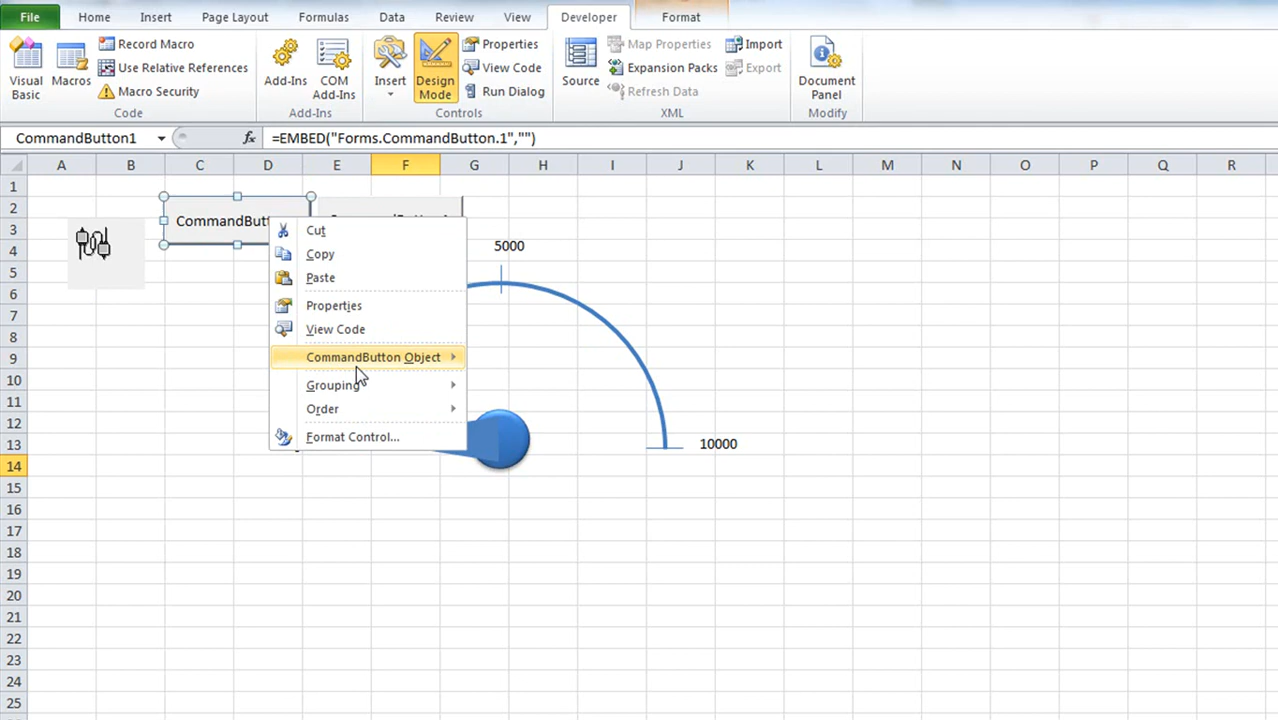 File Home Insert Page Layout Formulas Data Review View Developer Format
Visual Basic
Macros
Record Macro
Use Relative References
Macro Security
Code
Add-Ins
COM Add-Ins
Add-Ins
Insert
Design Mode
Properties
View Code
Run Dialog
Controls
Source
Map Properties
Expansion Packs
Refresh Data
Import
Export
XML
Document Panel
Modify
CommandButton1 fx =EMBED("Forms.CommandButton.1","")
A B C D E F G H I J K L M N O P Q R
1
2
3
4
5
6
7
8
9
10
11
12
13
14
15
16
17
18
19
20
21
22
23
24
25
Cut
Copy
Paste
Properties
View Code
CommandButton Object
Grouping
Order
Format Control...
5000
10000